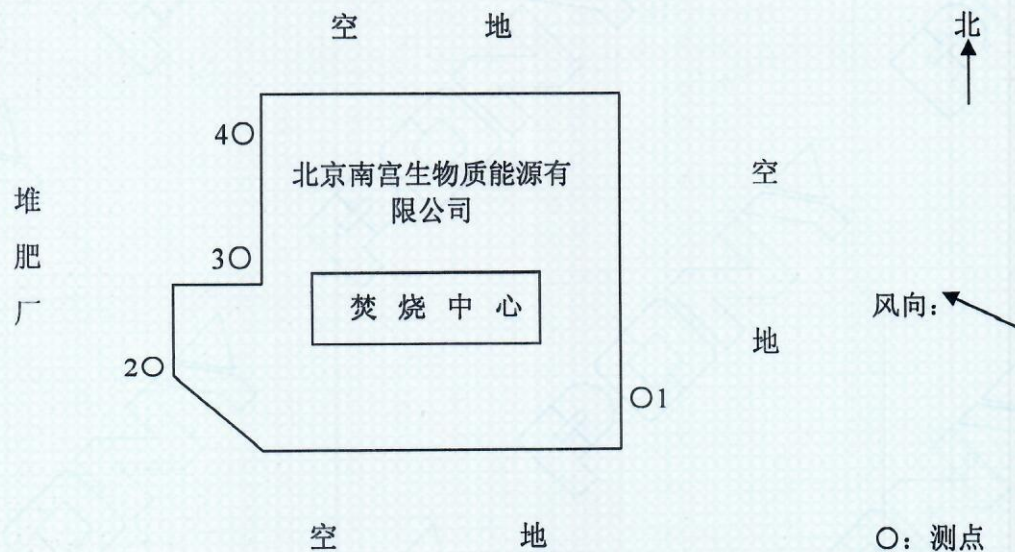 空 地
北
4○
北京南宫生物质能源有
限公司
空
堆
肥
厂
3○
焚 烧 中 心
风向:
地
2○
○1
空 地
○: 测点